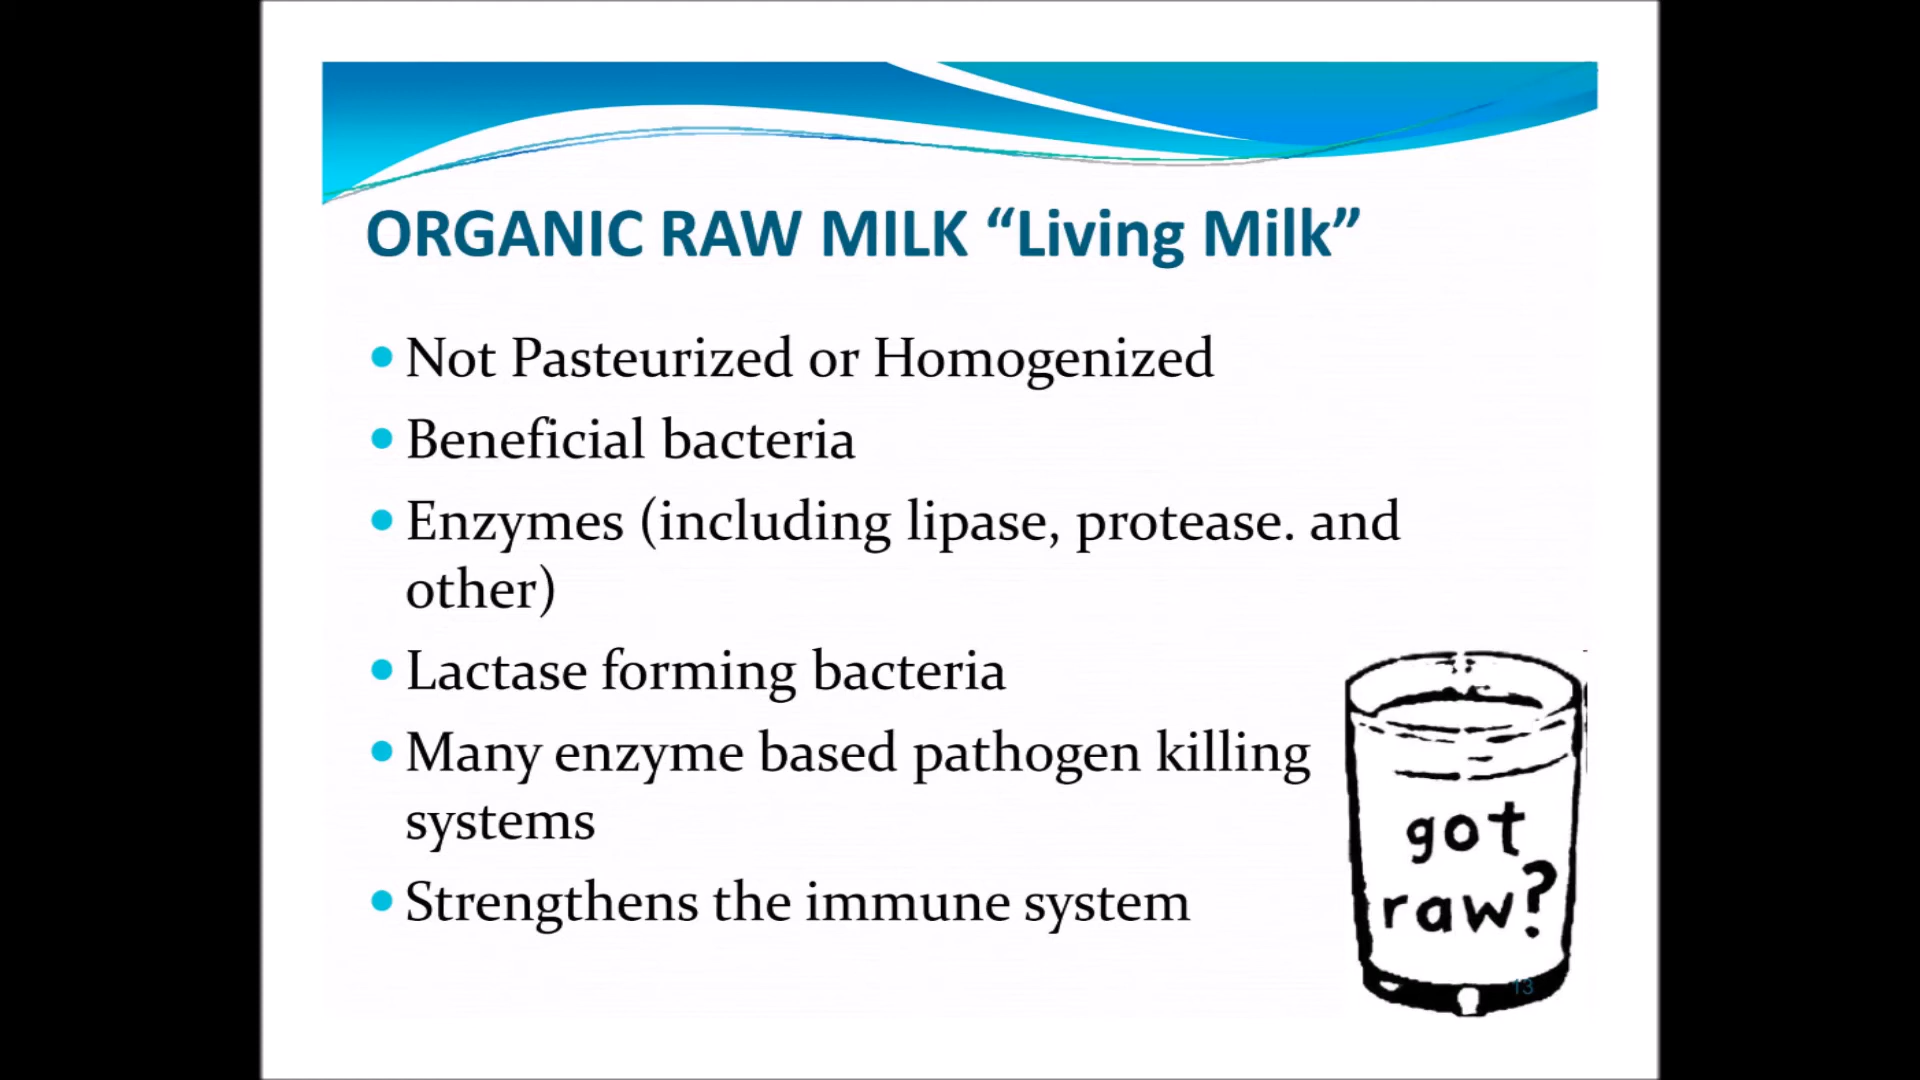 ORGANIC RAW MILK “Living Milk”
Not Pasteurized or Homogenized
Beneficial bacteria
Enzymes (including lipase, protease. and
other)
Lactase forming bacteria
Many enzyme based pathogen killing
systems
Strengthens the immune system
got
raw?
13